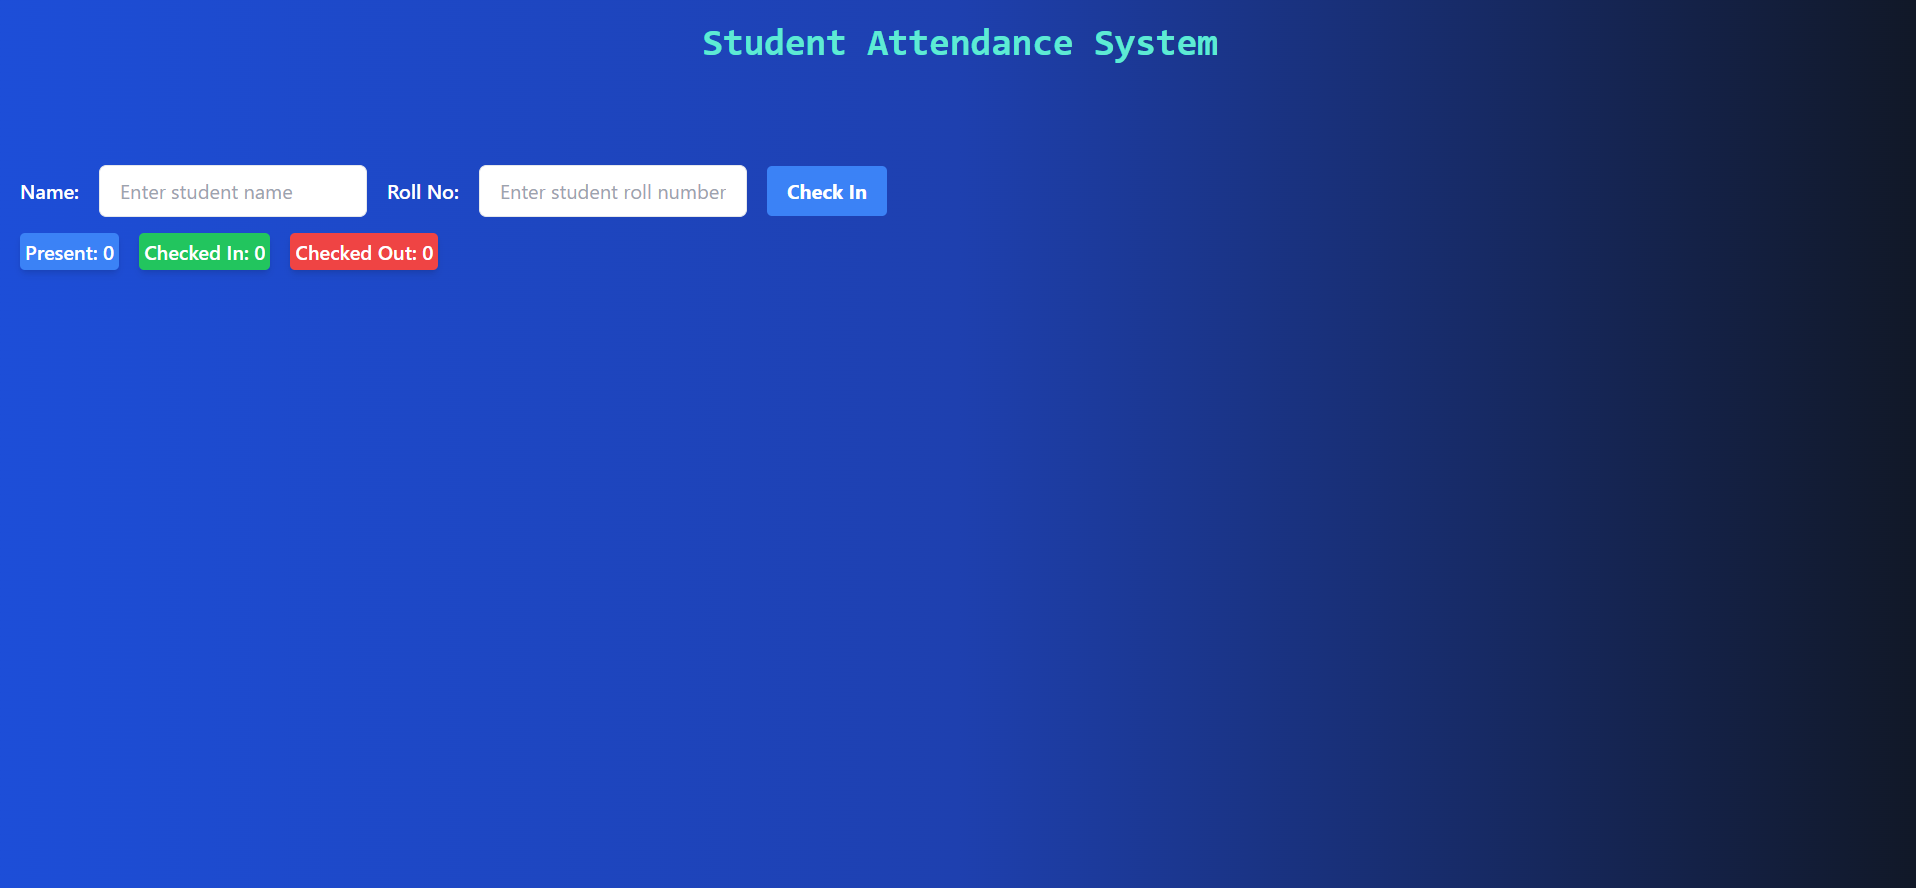 Student Attendance System
Name: Enter student name Roll No: Enter student roll number Check In
Present: 0 Checked In: 0 Checked Out: 0